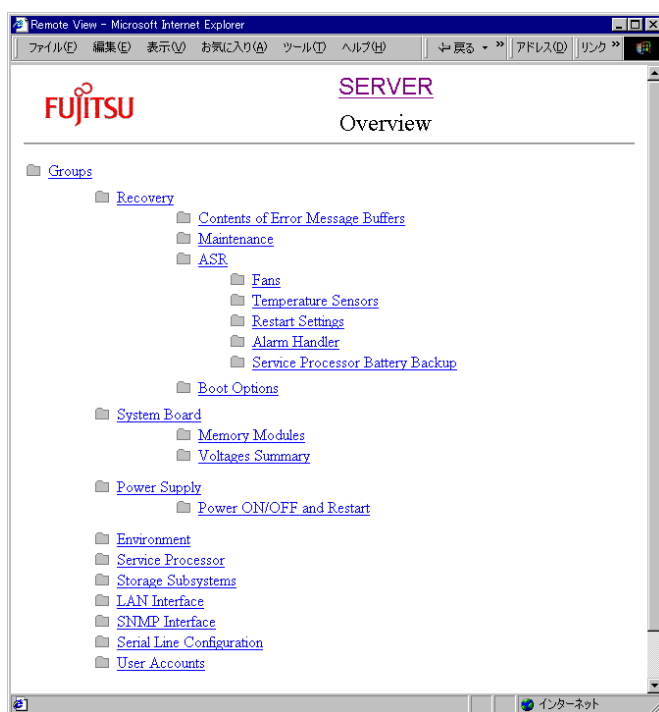 Remote View - Microsoft Internet Explorer
ファイル(F) 編集(E) 表示(V) お気に入り(A) ツール(T) ヘルプ(H) 戻る » アドレス(D) リンク »
FUJITSU
SERVER
Overview
Groups
Recovery
Contents of Error Message Buffers
Maintenance
ASR
Fans
Temperature Sensors
Restart Settings
Alarm Handler
Service Processor Battery Backup
Boot Options
System Board
Memory Modules
Voltages Summary
Power Supply
Power ON/OFF and Restart
Environment
Service Processor
Storage Subsystems
LAN Interface
SNMP Interface
Serial Line Configuration
User Accounts
インターネット